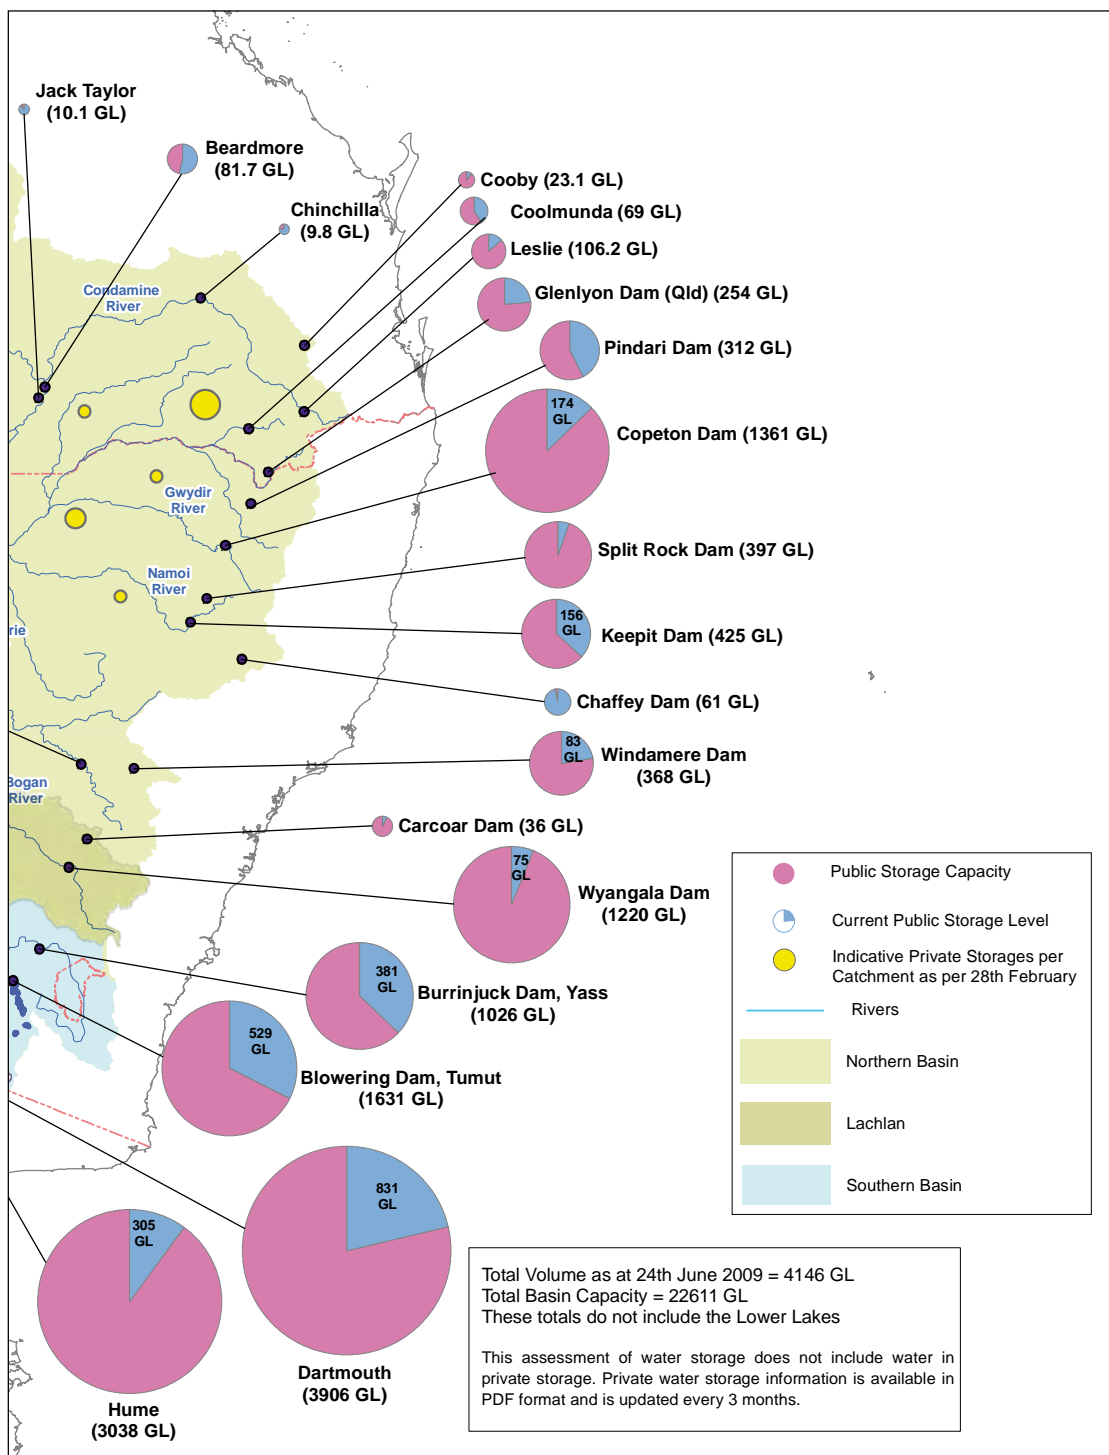 Jack Taylor
(10.1 GL)
Beardmore
(81.7 GL)
Chinchilla
(9.8 GL)
Cooby (23.1 GL)
Coolmunda (69 GL)
Leslie (106.2 GL)
Glenlyon Dam (Qld) (254 GL)
Pindari Dam (312 GL)
Condamine
River
174
GL
Copeton Dam (1361 GL)
Gwydir
River
Split Rock Dam (397 GL)
Namoi
River
156
GL
Keepit Dam (425 GL)
rie
Chaffey Dam (61 GL)
83
GL
Windamere Dam
(368 GL)
Bogan
River
Carcoar Dam (36 GL)
75
GL
Wyangala Dam
(1220 GL)
381
GL
Burrinjuck Dam, Yass
(1026 GL)
529
GL
Blowering Dam, Tumut
(1631 GL)
831
GL
Dartmouth
(3906 GL)
305
GL
Hume
(3038 GL)
Public Storage Capacity
Current Public Storage Level
Indicative Private Storages per
Catchment as per 28th February
Rivers
Northern Basin
Lachlan
Southern Basin
Total Volume as at 24th June 2009 = 4146 GL
Total Basin Capacity = 22611 GL
These totals do not include the Lower Lakes
This assessment of water storage does not include water in
private storage. Private water storage information is available in
PDF format and is updated every 3 months.